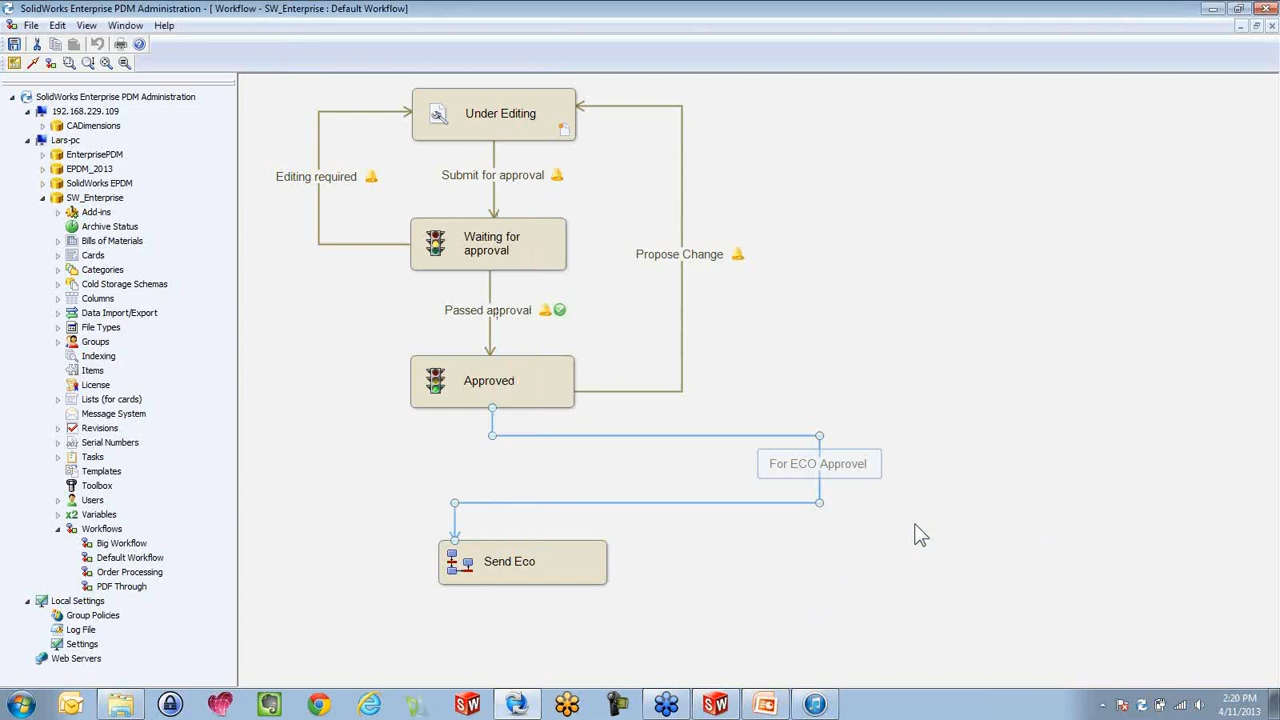 SolidWorks Enterprise PDM Administration - [ Workflow - SW_Enterprise : Default Workflow]
File Edit View Window Help
SolidWorks Enterprise PDM Administration
192.168.229.109
CADimensions
Lars-pc
EnterprisePDM
EPDM_2013
SolidWorks EPDM
SW_Enterprise
Add-ins
Archive Status
Bills of Materials
Cards
Categories
Cold Storage Schemas
Columns
Data Import/Export
File Types
Groups
Indexing
Items
License
Lists (for cards)
Message System
Revisions
Serial Numbers
Tasks
Templates
Toolbox
Users
Variables
Workflows
Big Workflow
Default Workflow
Order Processing
PDF Through
Local Settings
Group Policies
Log File
Settings
Web Servers
Under Editing
Editing required
Submit for approval
Waiting for
approval
Propose Change
Passed approval
Approved
For ECO Approvel
Send Eco
2:20 PM
4/11/2013